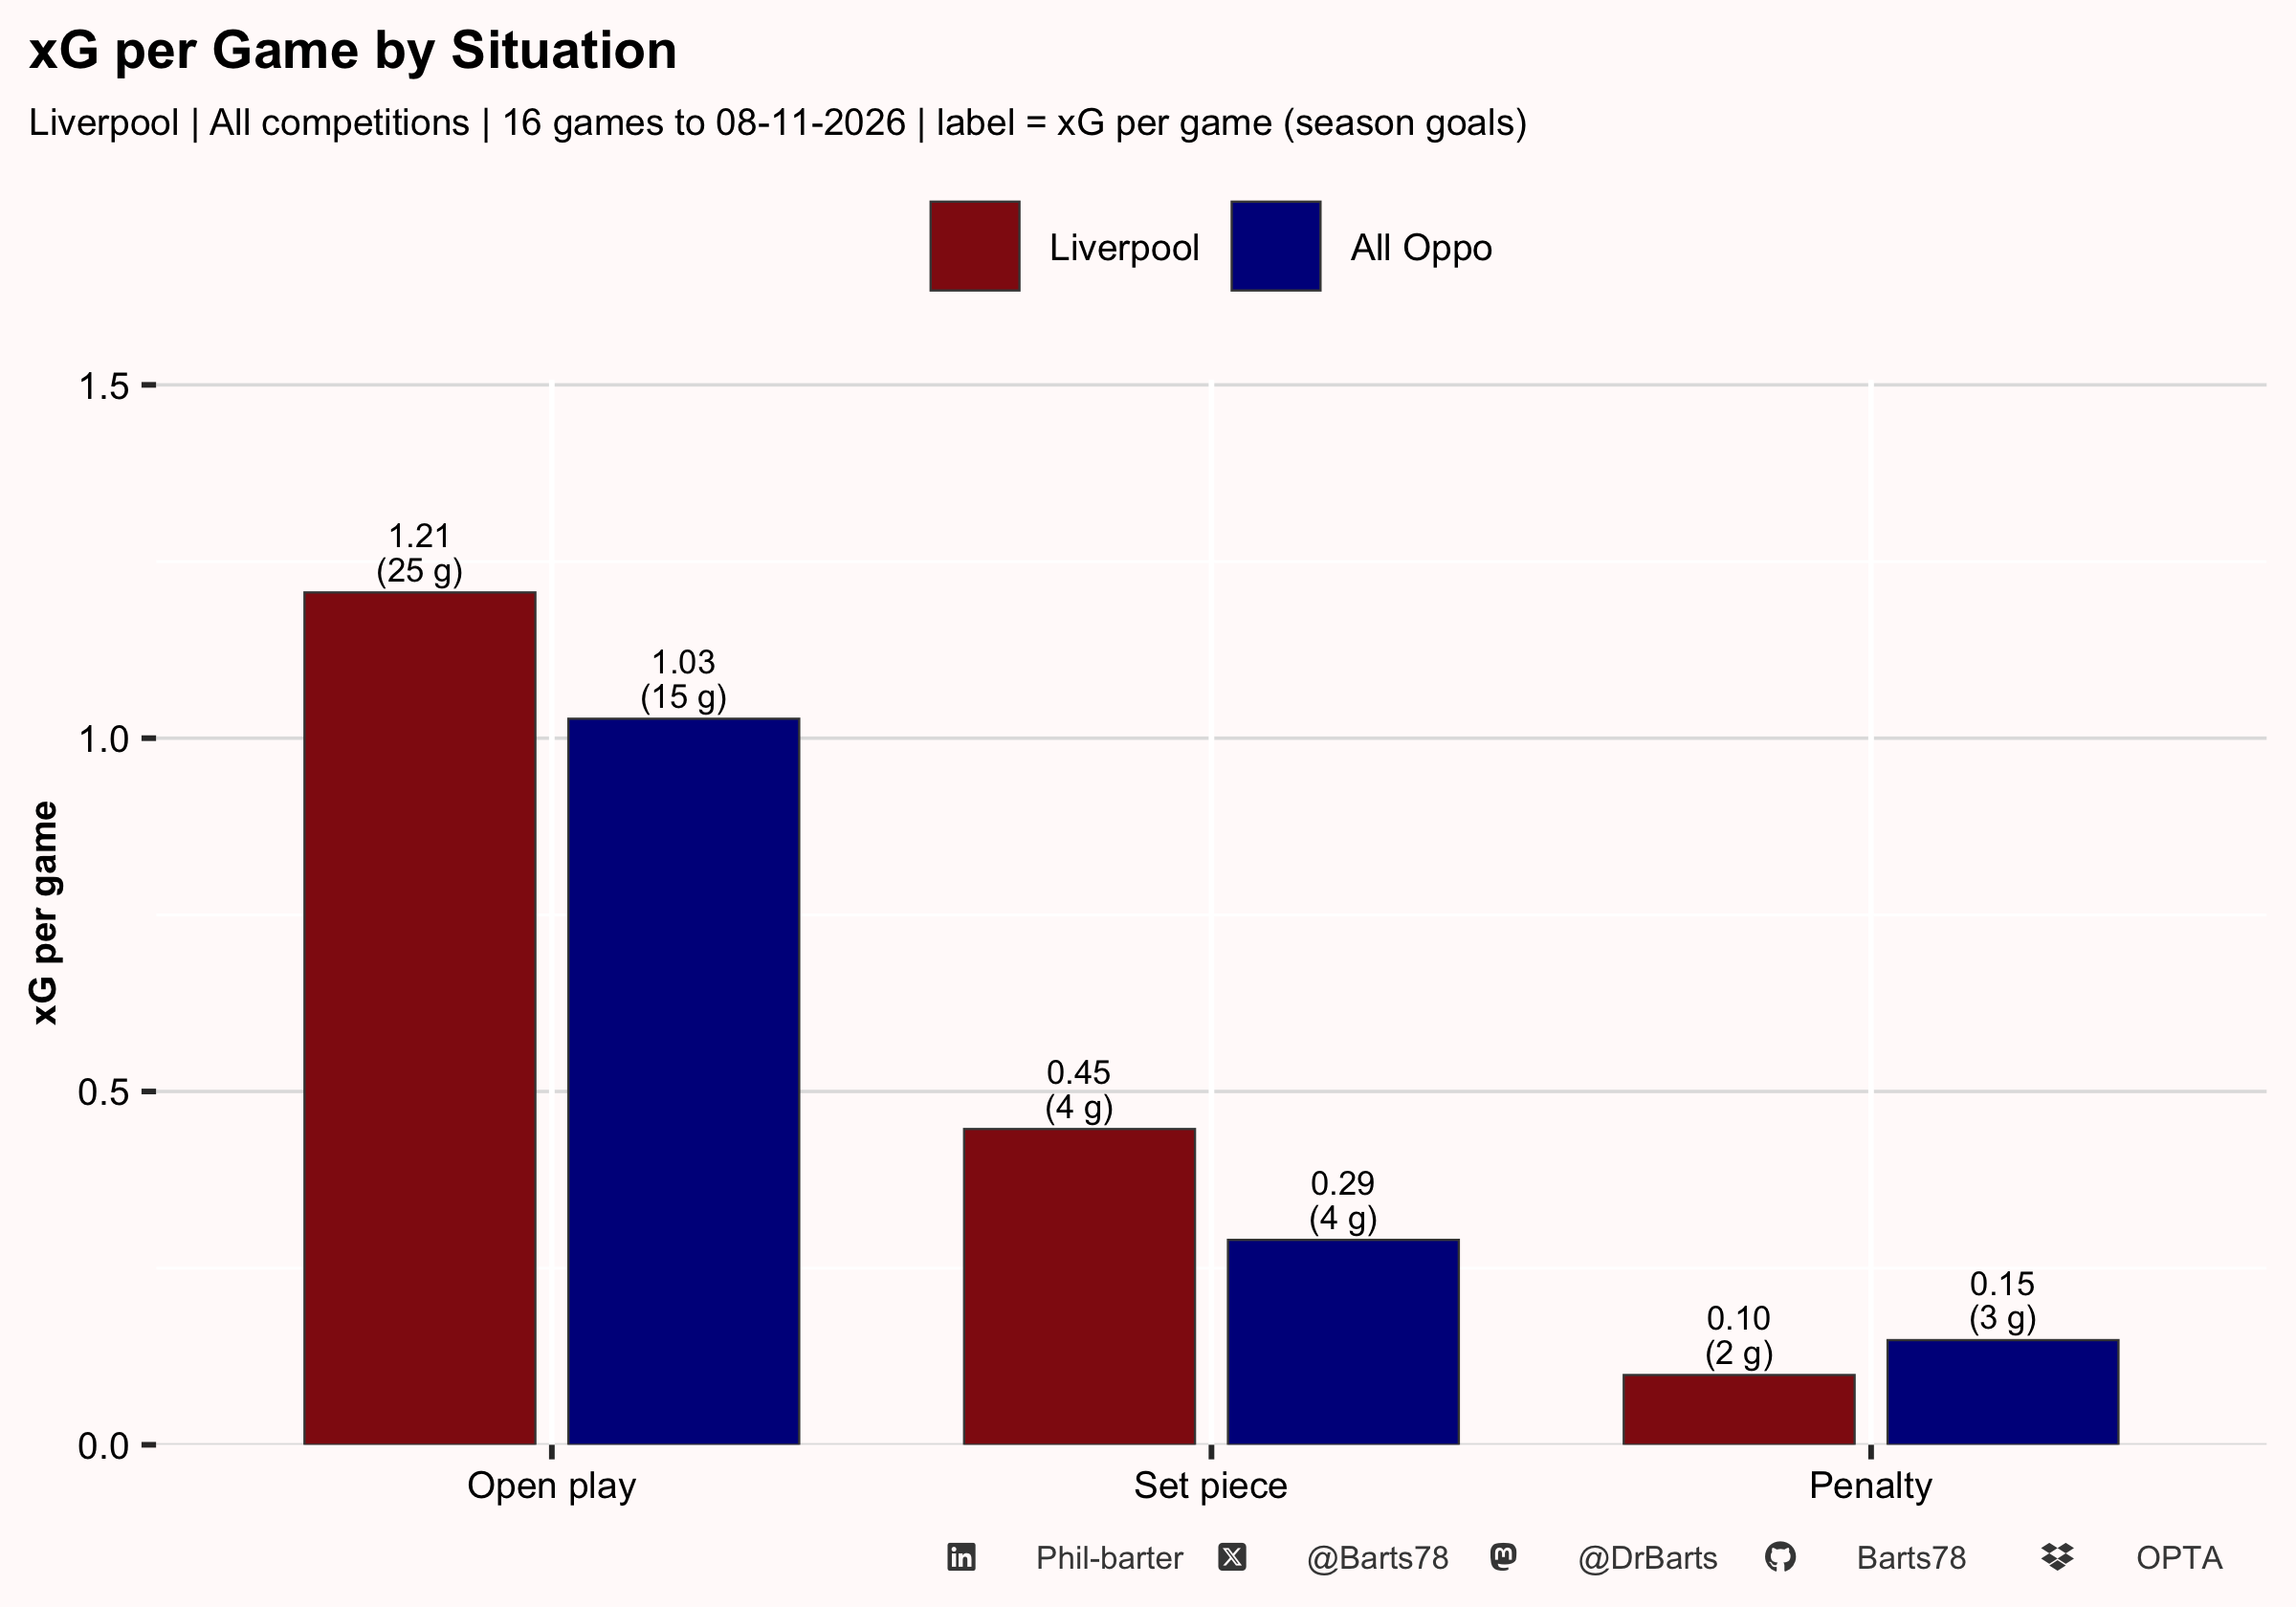 xG per Game by Situation
Liverpool | All competitions | 16 games to 08-11-2026 | label = xG per game (season goals)
Liverpool
All Oppo
xG per game
1.5
1.0
0.5
0.0
1.21
(25 g)
1.03
(15 g)
0.45
(4 g)
0.29
(4 g)
0.10
(2 g)
0.15
(3 g)
Open play
Set piece
Penalty
in Phil-barter X @Barts78 m @DrBarts Barts78 OPTA